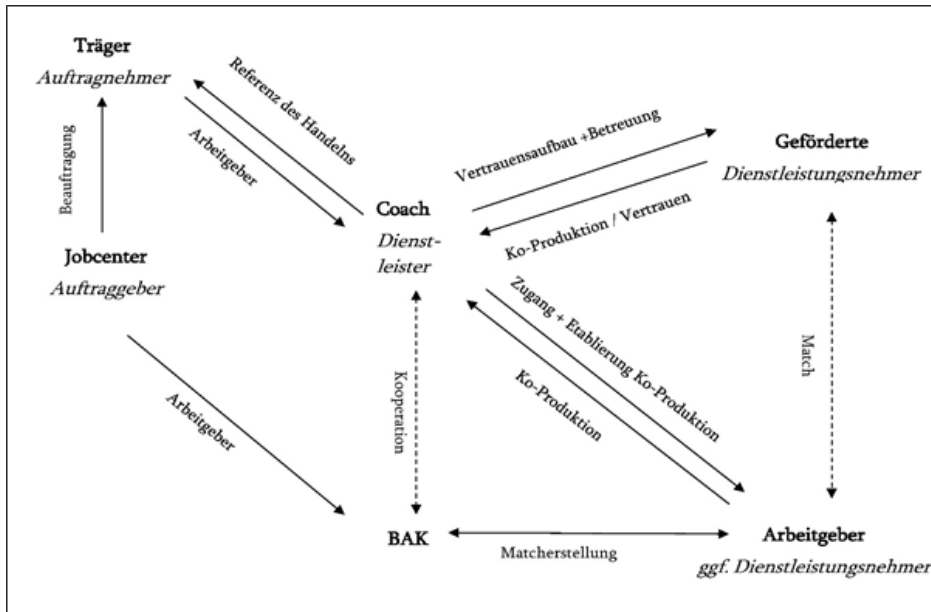 Träger
Auftragnehmer
Referenz des Handelns
Arbeitgeber
Beauftragung
Vertrauensaufbau +Betreuung
Geförderte
Dienstleistungsnehmer
Coach
Dienst-
leister
Ko-Produktion / Vertrauen
Jobcenter
Auftraggeber
Zugang + Etablierung Ko-Produktion
Ko-Produktion
Kooperation
Match
Arbeitgeber
BAK
Matcherstellung
Arbeitgeber
ggf. Dienstleistungsnehmer